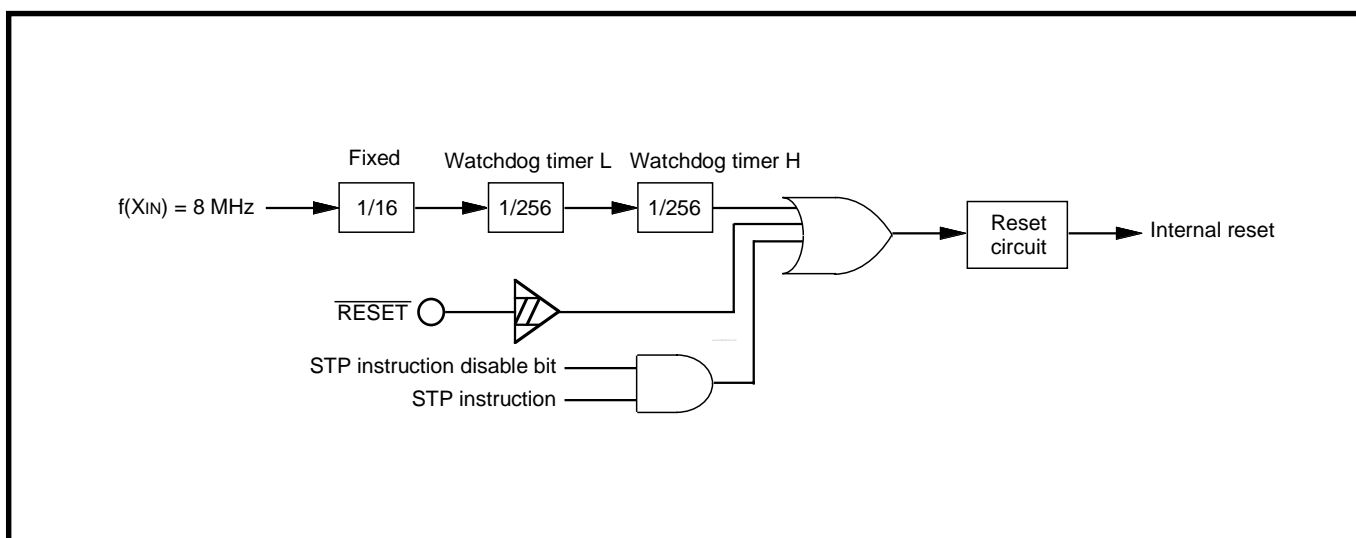 Fixed
Watchdog timer L
Watchdog timer H
f(XIN) = 8 MHz
1/16
1/256
1/256
Reset
circuit
Internal reset
RESET
STP instruction disable bit
STP instruction